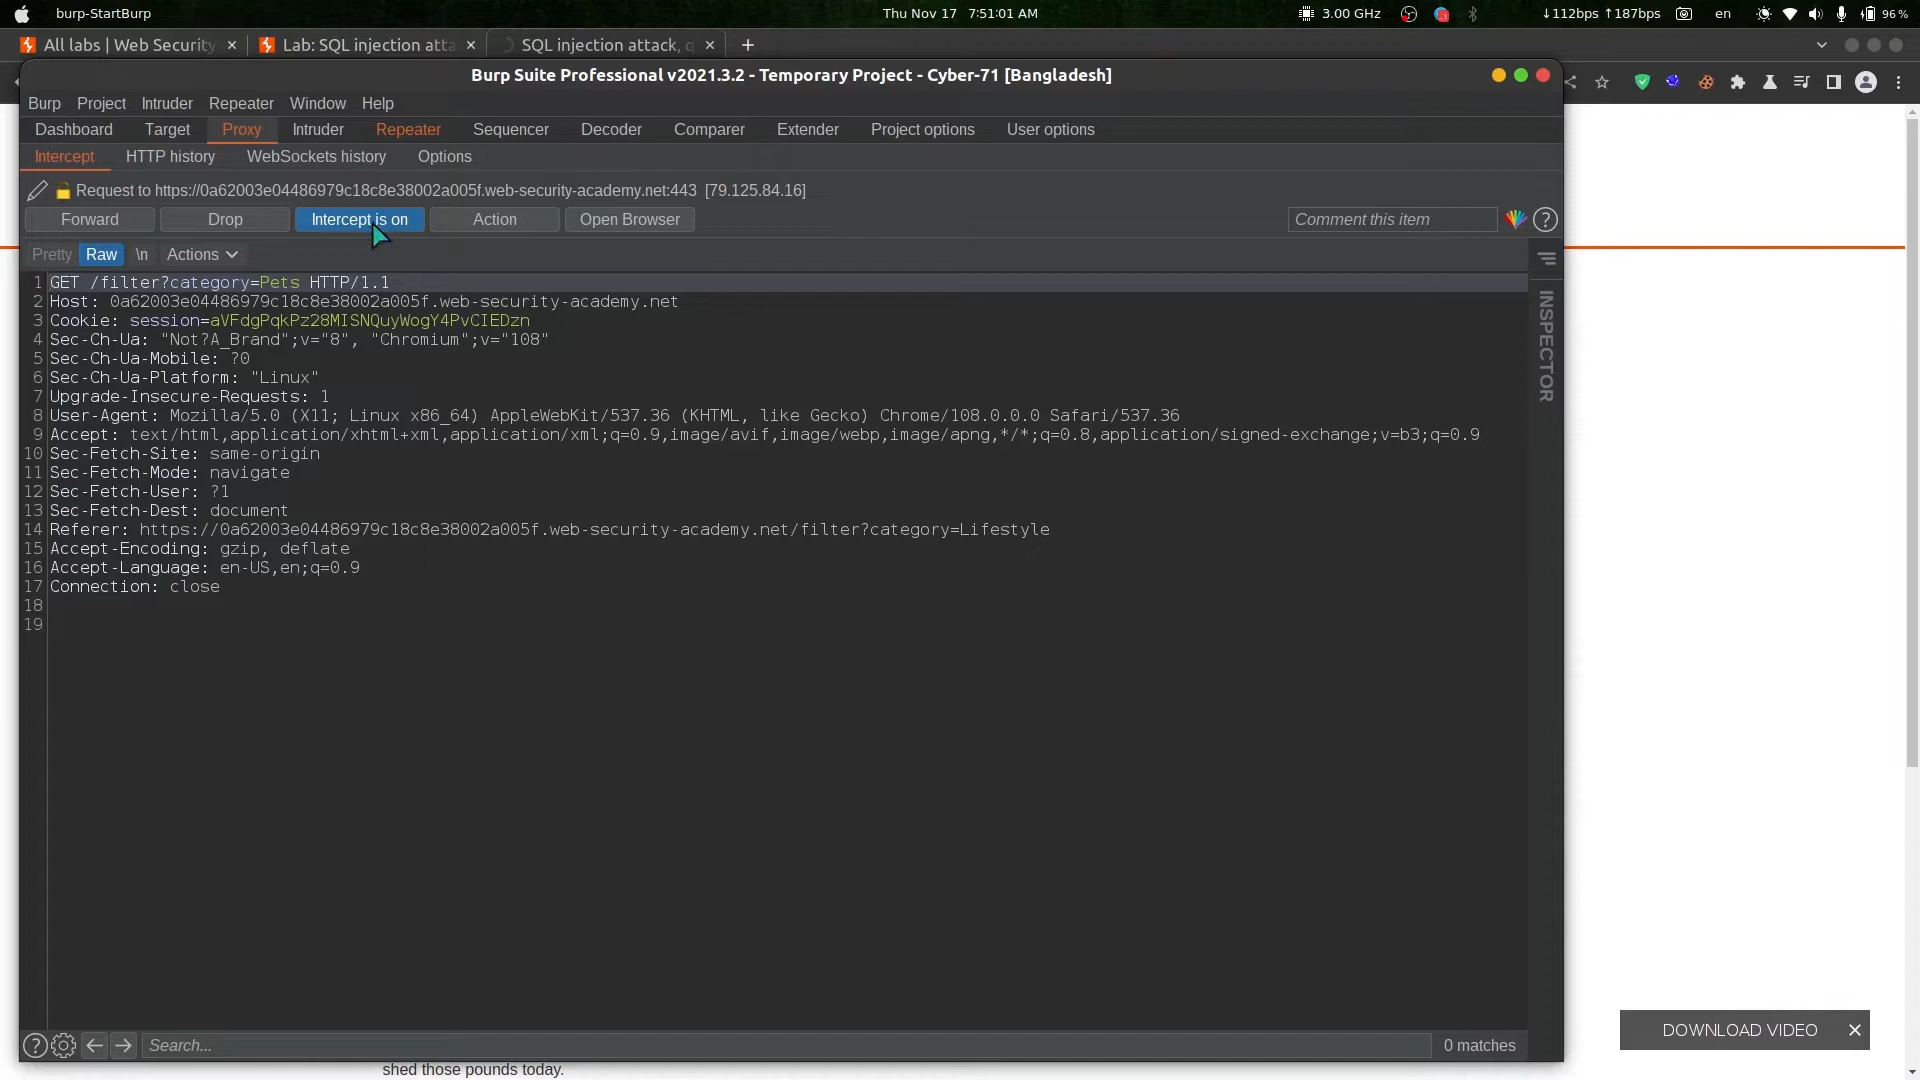 burp-StartBurp
Thu Nov 17 7:51:01 AM
3.00 GHz
↓112bps ↑187bps
en
96%
All labs | Web Security
Lab: SQL injection atta
SQL injection attack, q
Burp Suite Professional v2021.3.2 - Temporary Project - Cyber-71 [Bangladesh]
Burp Project Intruder Repeater Window Help
Dashboard Target Proxy Intruder Repeater Sequencer Decoder Comparer Extender Project options User options
Intercept HTTP history WebSockets history Options
Request to https://0a62003e04486979c18c8e38002a005f.web-security-academy.net:443 [79.125.84.16]
Forward Drop Intercept is on Action Open Browser Comment this item
Pretty Raw \n Actions
1 GET /filter?category=Pets HTTP/1.1
2 Host: 0a62003e04486979c18c8e38002a005f.web-security-academy.net
3 Cookie: session=aVFdgPqkPz28MISNQuyWogY4PvCIEDzn
4 Sec-Ch-Ua: "Not?A_Brand";v="8", "Chromium";v="108"
5 Sec-Ch-Ua-Mobile: ?0
6 Sec-Ch-Ua-Platform: "Linux"
7 Upgrade-Insecure-Requests: 1
8 User-Agent: Mozilla/5.0 (X11; Linux x86_64) AppleWebKit/537.36 (KHTML, like Gecko) Chrome/108.0.0.0 Safari/537.36
9 Accept: text/html,application/xhtml+xml,application/xml;q=0.9,image/avif,image/webp,image/apng,*/*;q=0.8,application/signed-exchange;v=b3;q=0.9
10 Sec-Fetch-Site: same-origin
11 Sec-Fetch-Mode: navigate
12 Sec-Fetch-User: ?1
13 Sec-Fetch-Dest: document
14 Referer: https://0a62003e04486979c18c8e38002a005f.web-security-academy.net/filter?category=Lifestyle
15 Accept-Encoding: gzip, deflate
16 Accept-Language: en-US,en;q=0.9
17 Connection: close
18
19
INSPECTOR
Search...
0 matches
DOWNLOAD VIDEO
shed those pounds today.